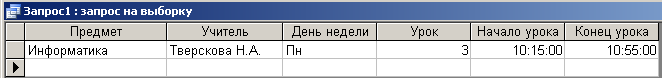 Запрос1 : запрос на выборку
Предмет Учитель День недели Урок Начало урока Конец урока
Информатика Тверскова Н.А. Пн 3 10:15:00 10:55:00